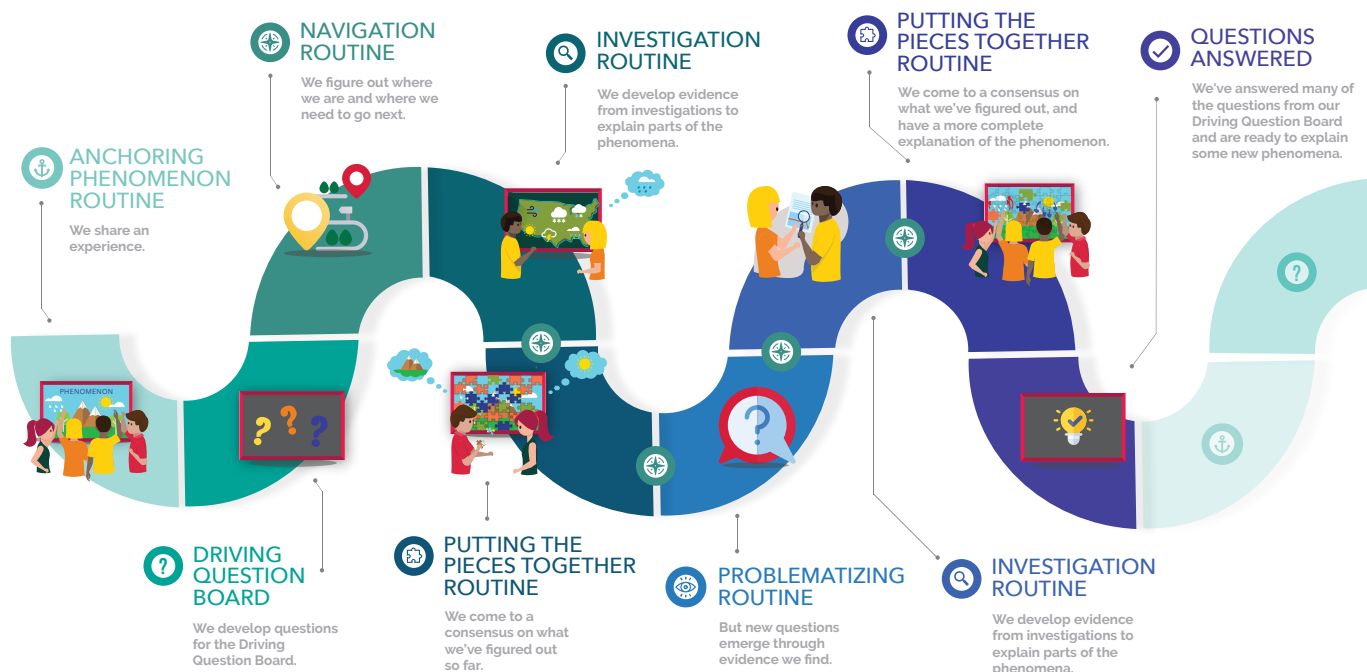 ANCHORING
PHENOMENON
ROUTINE
We share an
experience.
PHENOMENON
?
? ? ?
DRIVING
QUESTION
BOARD
We develop questions
for the Driving
Question Board.
NAVIGATION
ROUTINE
We figure out where
we are and where we
need to go next.
INVESTIGATION
ROUTINE
We develop evidence
from investigations to
explain parts of the
phenomena.
PUTTING THE
PIECES TOGETHER
ROUTINE
We come to a
consensus on what
we've figured out
so far.
?
PROBLEMATIZING
ROUTINE
But new questions
emerge through
evidence we find.
INVESTIGATION
ROUTINE
We develop evidence
from investigations to
explain parts of the
phenomena.
PUTTING THE
PIECES TOGETHER
ROUTINE
We come to a consensus on
what we've figured out, and
have a more complete
explanation of the phenomenon.
QUESTIONS
ANSWERED
We've answered many of
the questions from our
Driving Question Board
and are ready to explain
some new phenomena.
?